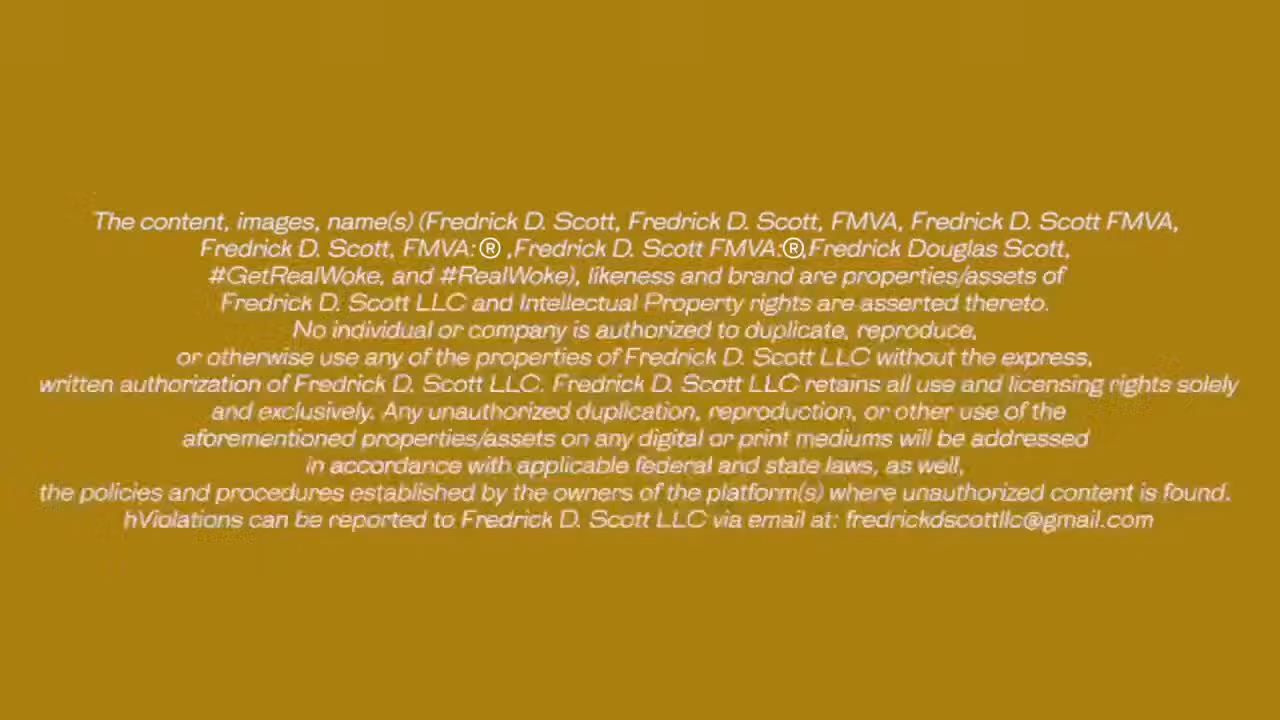 The content, images, name(s) (Fredrick D. Scott, Fredrick D. Scott, FMVA, Fredrick D. Scott FMVA,
Fredrick D. Scott, FMVA:® ,Fredrick D. Scott FMVA:®,Fredrick Douglas Scott,
#GetRealWoke, and #RealWoke), likeness and brand are properties/assets of
Fredrick D. Scott LLC and Intellectual Property rights are asserted thereto.
No individual or company is authorized to duplicate, reproduce,
or otherwise use any of the properties of Fredrick D. Scott LLC without the express,
written authorization of Fredrick D. Scott LLC. Fredrick D. Scott LLC retains all use and licensing rights solely
and exclusively. Any unauthorized duplication, reproduction, or other use of the
aforementioned properties/assets on any digital or print mediums will be addressed
in accordance with applicable federal and state laws, as well,
the policies and procedures established by the owners of the platform(s) where unauthorized content is found.
hViolations can be reported to Fredrick D. Scott LLC via email at: fredrickdscottllc@gmail.com